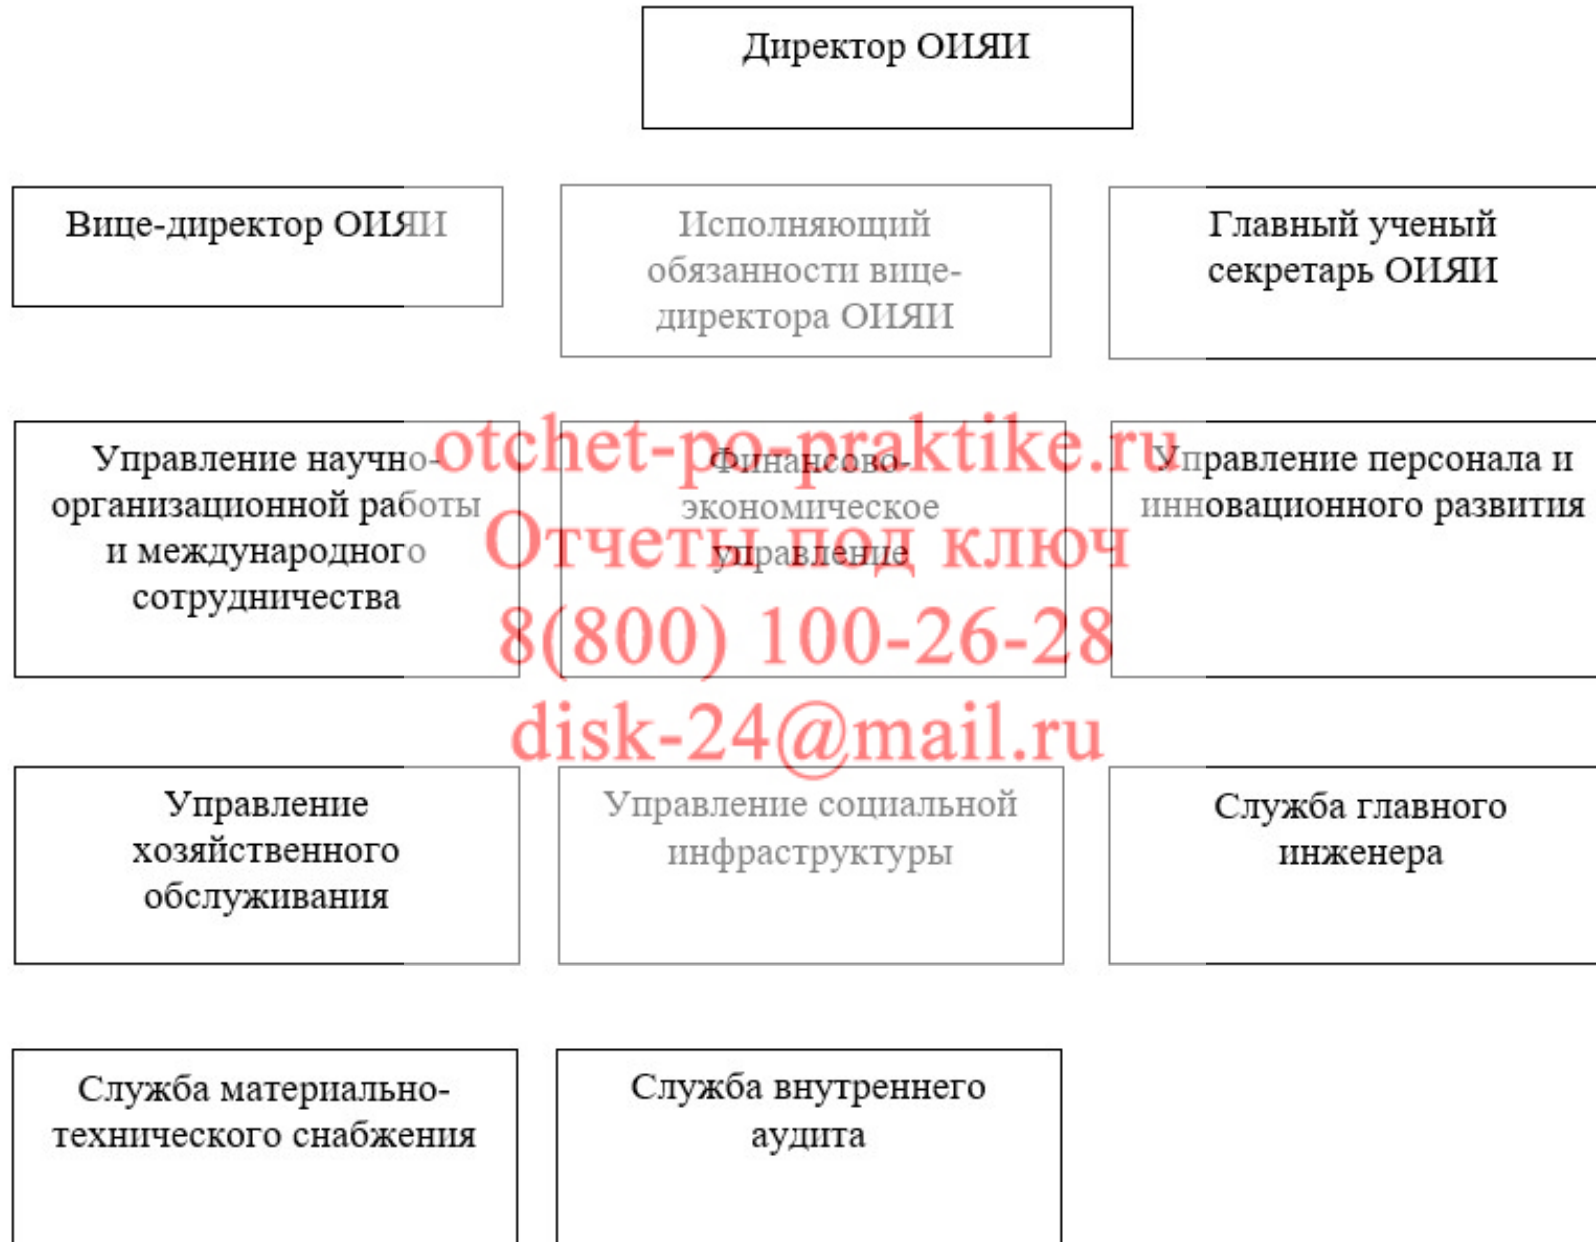 Директор ОИЯИ
Вице-директор ОИЯИ
Исполняющий
обязанности вице-
директора ОИЯИ
Главный ученый
секретарь ОИЯИ
Управление научно-
организационной работы
и международного
сотрудничества
Финансово-
экономическое
управление
Управление персонала и
инновационного развития
otchet-po-praktike.ru
Отчеты под ключ
8(800) 100-26-28
disk-24@mail.ru
Управление
хозяйственного
обслуживания
Управление социальной
инфраструктуры
Служба главного
инженера
Служба материально-
технического снабжения
Служба внутреннего
аудита